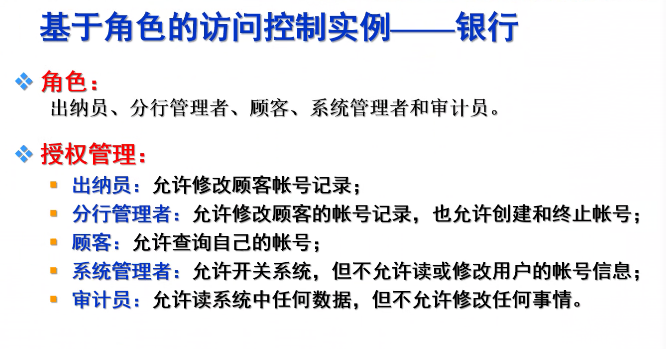 基于角色的访问控制实例——银行
角色：
出纳员、分行管理者、顾客、系统管理者和审计员。
授权管理：
出纳员：允许修改顾客帐号记录；
分行管理者：允许修改顾客的帐号记录，也允许创建和终止帐号；
顾客：允许查询自己的帐号；
系统管理者：允许开关系统，但不允许读或修改用户的帐号信息；
审计员：允许读系统中任何数据，但不允许修改任何事情。